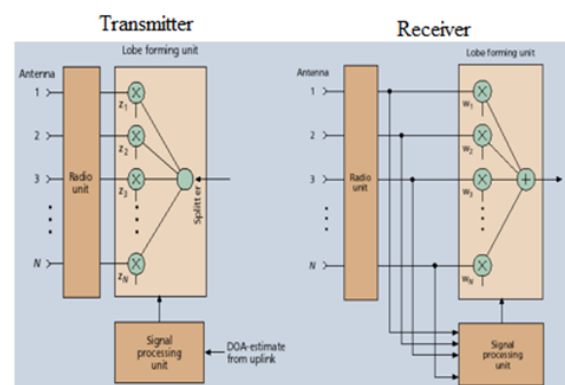 Transmitter
Lobe forming unit
Antenna
1
2
3
N
Radio
unit
z1
z2
z3
zN
Splitter
Signal
processing
unit
DOA-estimate
from uplink
Receiver
Lobe forming unit
Antenna
1
2
3
N
Radio
unit
w1
w2
w3
wN
Signal
processing
unit